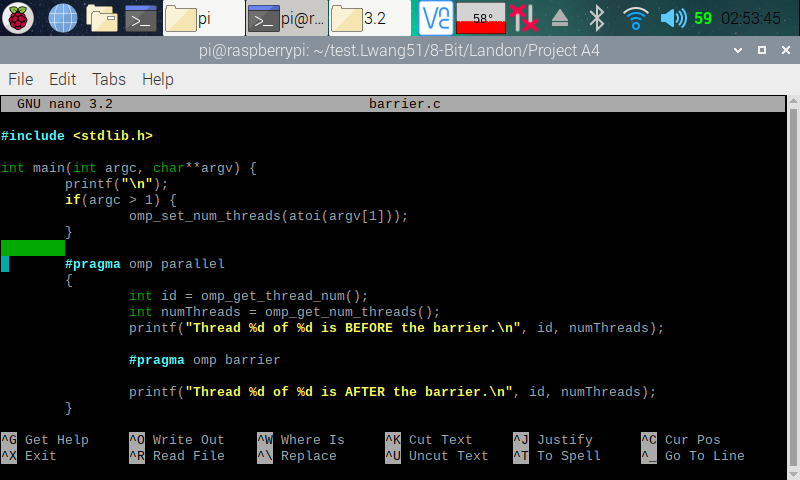 pi
pi@r...
3.2
58°
59
02:53:45
pi@raspberrypi: ~/test.Lwang51/8-Bit/Landon/Project A4
File Edit Tabs Help
GNU nano 3.2 barrier.c
#include <stdlib.h>
int main(int argc, char**argv) {
printf("\n");
if(argc > 1) {
omp_set_num_threads(atoi(argv[1]));
}
#pragma omp parallel
{
int id = omp_get_thread_num();
int numThreads = omp_get_num_threads();
printf("Thread %d of %d is BEFORE the barrier.\n", id, numThreads);
#pragma omp barrier
printf("Thread %d of %d is AFTER the barrier.\n", id, numThreads);
}
^G Get Help ^O Write Out ^W Where Is ^K Cut Text ^J Justify ^C Cur Pos
^X Exit ^R Read File ^\ Replace ^U Uncut Text ^T To Spell ^_ Go To Line